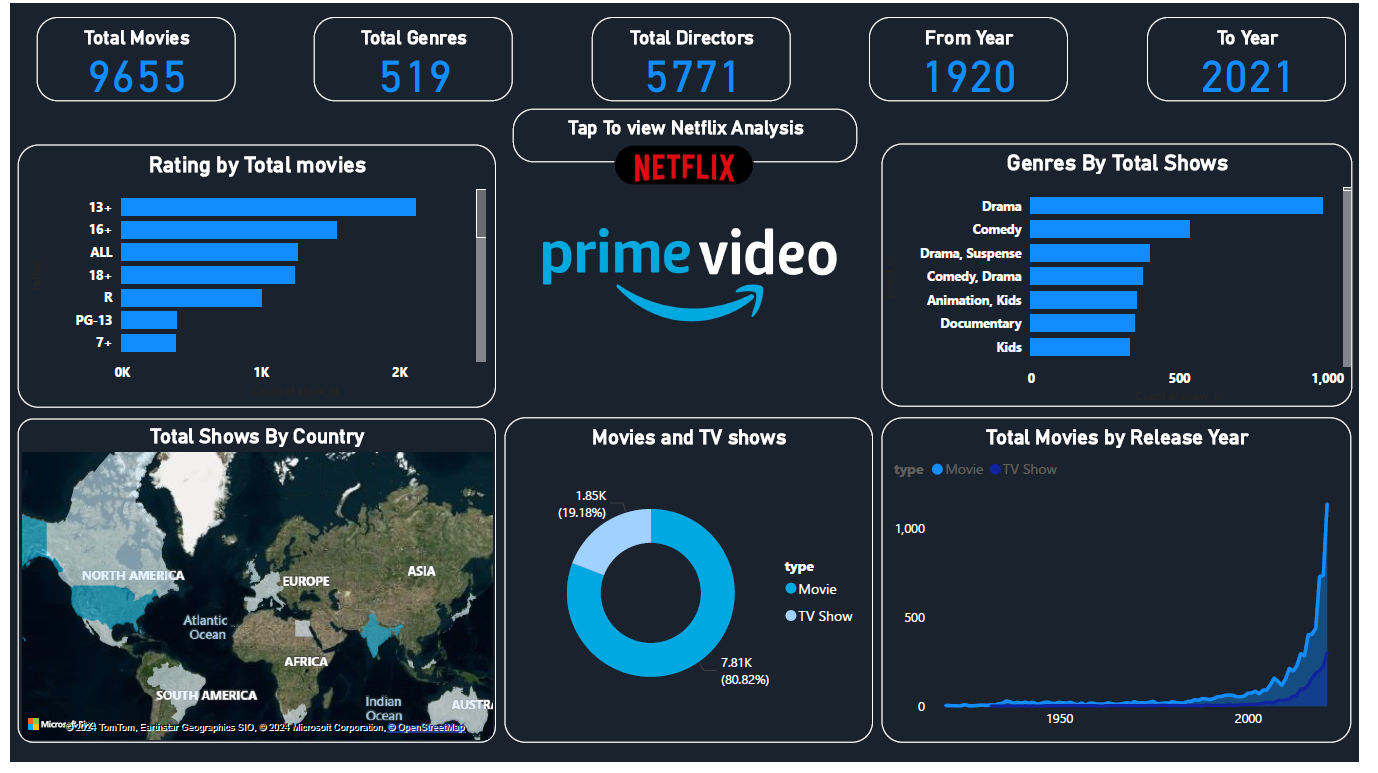 Total Movies
9655
Total Genres
519
Total Directors
5771
From Year
1920
To Year
2021
Tap To view Netflix Analysis
NETFLIX
prime video
Rating by Total movies
13+
16+
ALL
18+
R
PG-13
7+
0K
1K
2K
Genres By Total Shows
Drama
Comedy
Drama, Suspense
Comedy, Drama
Animation, Kids
Documentary
Kids
0
500
1,000
Total Shows By Country
NORTH AMERICA
EUROPE
ASIA
Atlantic
Ocean
AFRICA
SOUTH AMERICA
Indian
Ocean
AUSTRA
© 2024 TomTom, Earthstar Geographics SIO, © 2024 Microsoft Corporation, © OpenStreetMap
Movies and TV shows
1.85K
(19.18%)
type
Movie
TV Show
7.81K
(80.82%)
Total Movies by Release Year
type Movie TV Show
1,000
500
0
1950
2000